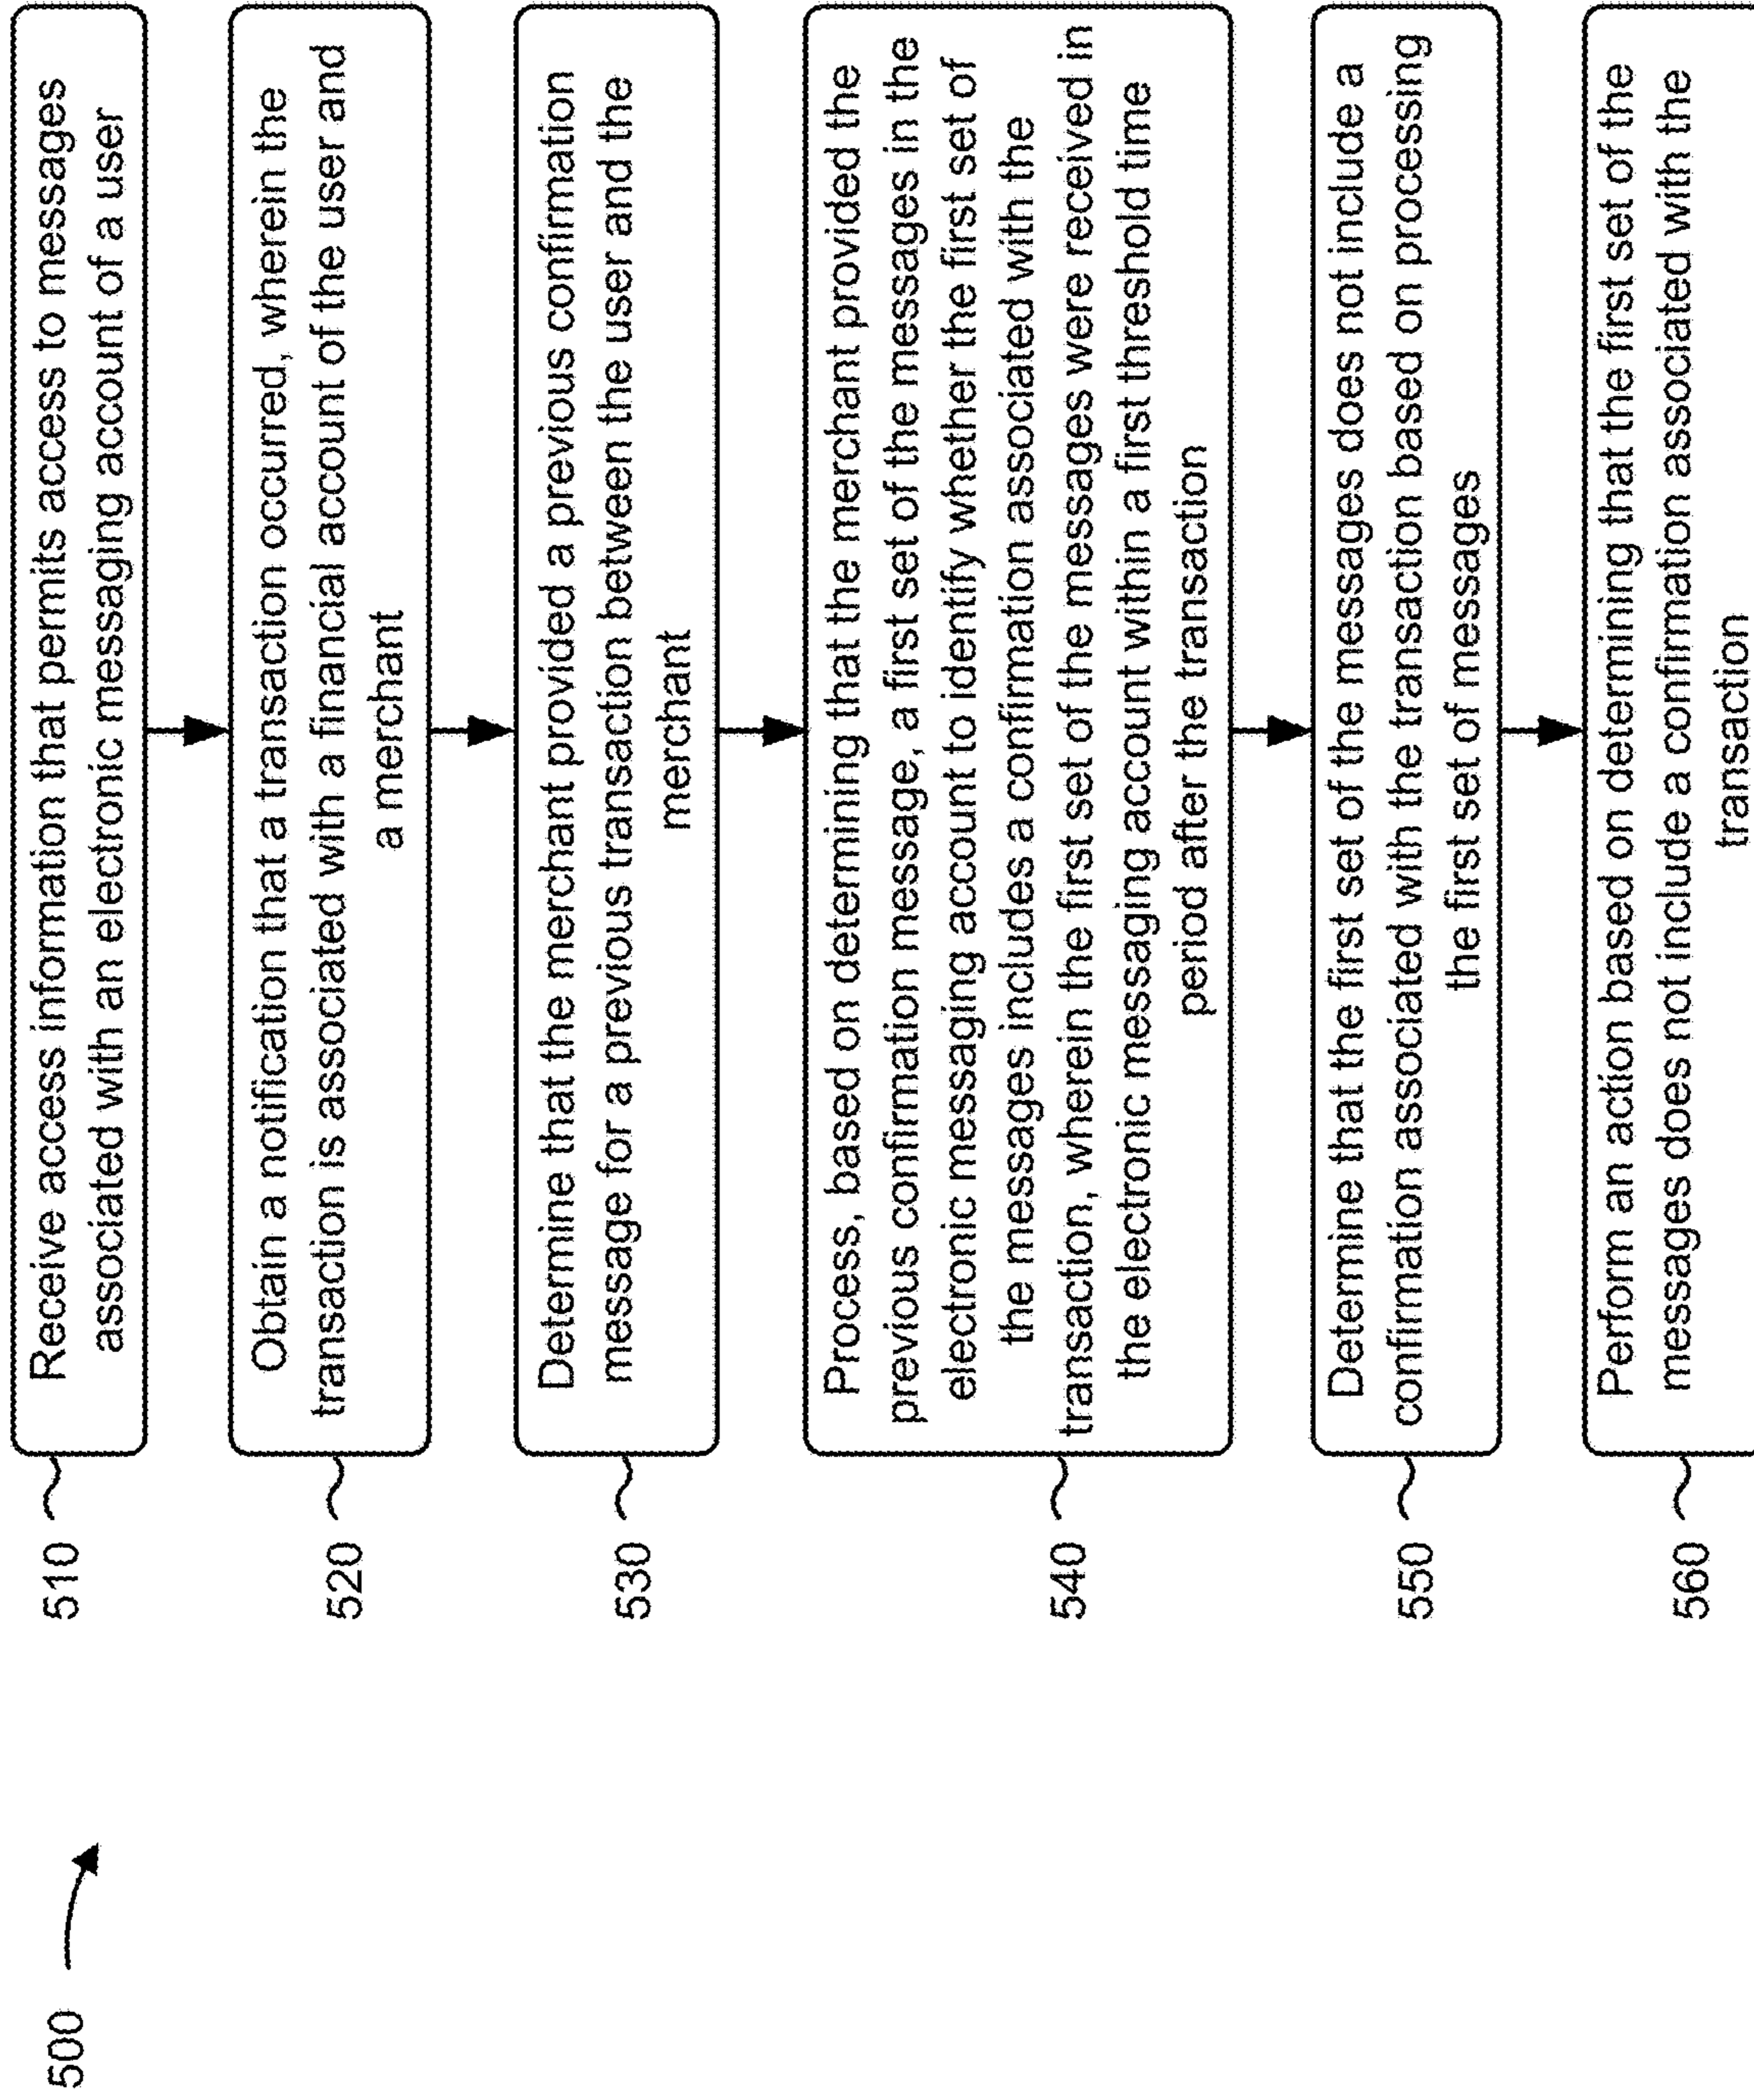 500
510
Receive access information that permits access to messages
associated with an electronic messaging account of a user
520
Obtain a notification that a transaction occurred, wherein the
transaction is associated with a financial account of the user and
a merchant
530
Determine that the merchant provided a previous confirmation
message for a previous transaction between the user and the
merchant
540
Process, based on determining that the merchant provided the
previous confirmation message, a first set of the messages in the
electronic messaging account to identify whether the first set of
the messages includes a confirmation associated with the
transaction, wherein the first set of the messages were received in
the electronic messaging account within a first threshold time
period after the transaction
550
Determine that the first set of the messages does not include a
confirmation associated with the transaction based on processing
the first set of messages
560
Perform an action based on determining that the first set of the
messages does not include a confirmation associated with the
transaction